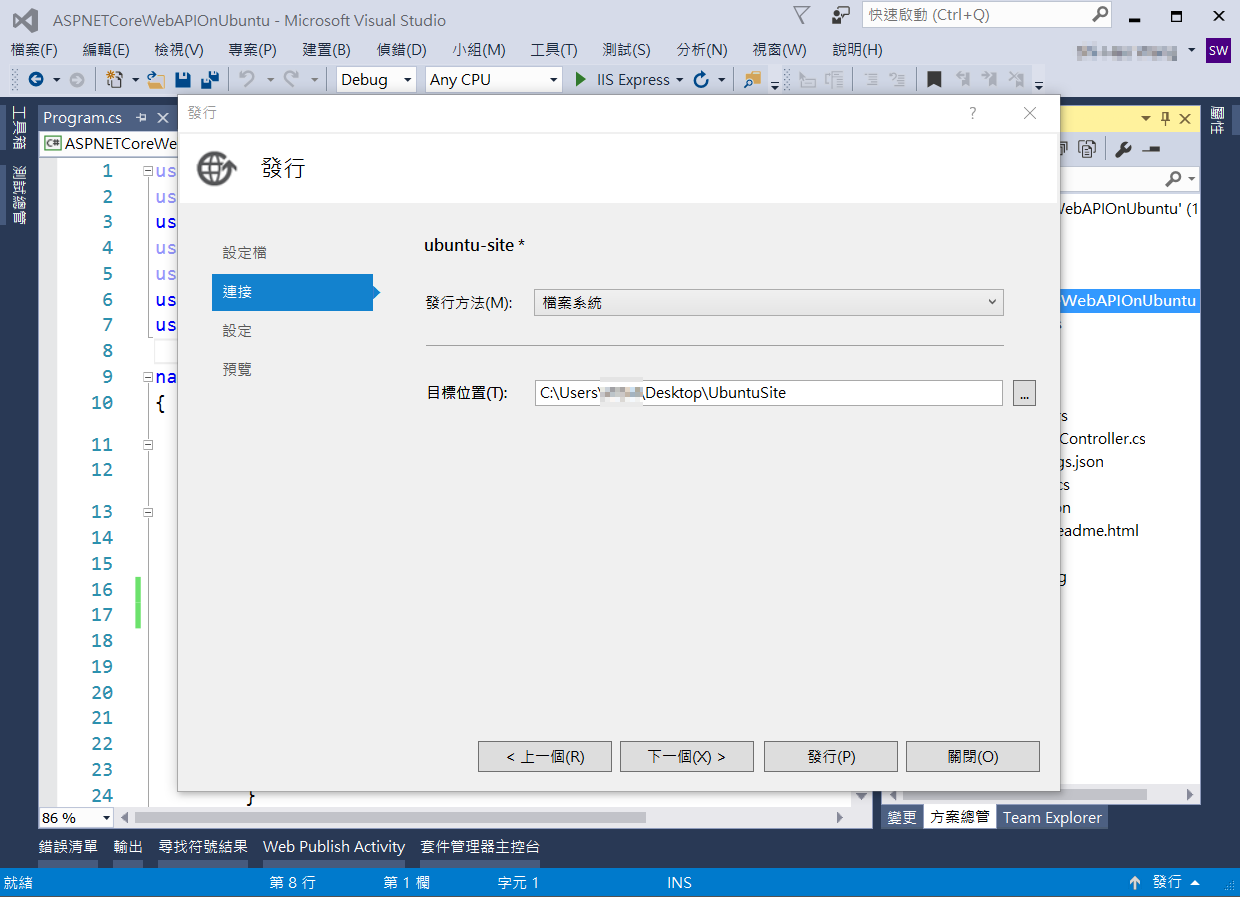 ASPNETCoreWebAPIOnUbuntu - Microsoft Visual Studio
快速啟動 (Ctrl+Q)
檔案(F) 編輯(E) 檢視(V) 專案(P) 建置(B) 偵錯(D) 小組(M) 工具(T) 測試(S) 分析(N) 視窗(W) 說明(H)
SW
Debug Any CPU IIS Express
工具箱
測試總管
Program.cs
C# ASPNETCoreWe
發行 ?
發行
設定檔
連接
設定
預覽
ubuntu-site *
發行方法(M): 檔案系統
目標位置(T): C:\Users\ \Desktop\UbuntuSite ...
< 上一個(R) 下一個(X) > 發行(P) 關閉(O)
1 us
2 us
3 us
4 us
5 us
6 us
7 us
8
9 na
10 {
11
12
13
14
15
16
17
18
19
20
21
22
23
24 }
屬性
WebAPIOnUbuntu' (1
WebAPIOnUbuntu
s
rs
Controller.cs
gs.json
cs
on
eadme.html
g
86 %
變更 方案總管 Team Explorer
錯誤清單 輸出 尋找符號結果 Web Publish Activity 套件管理器主控台
就緒 第 8 行 第 1 欄 字元 1 INS 發行